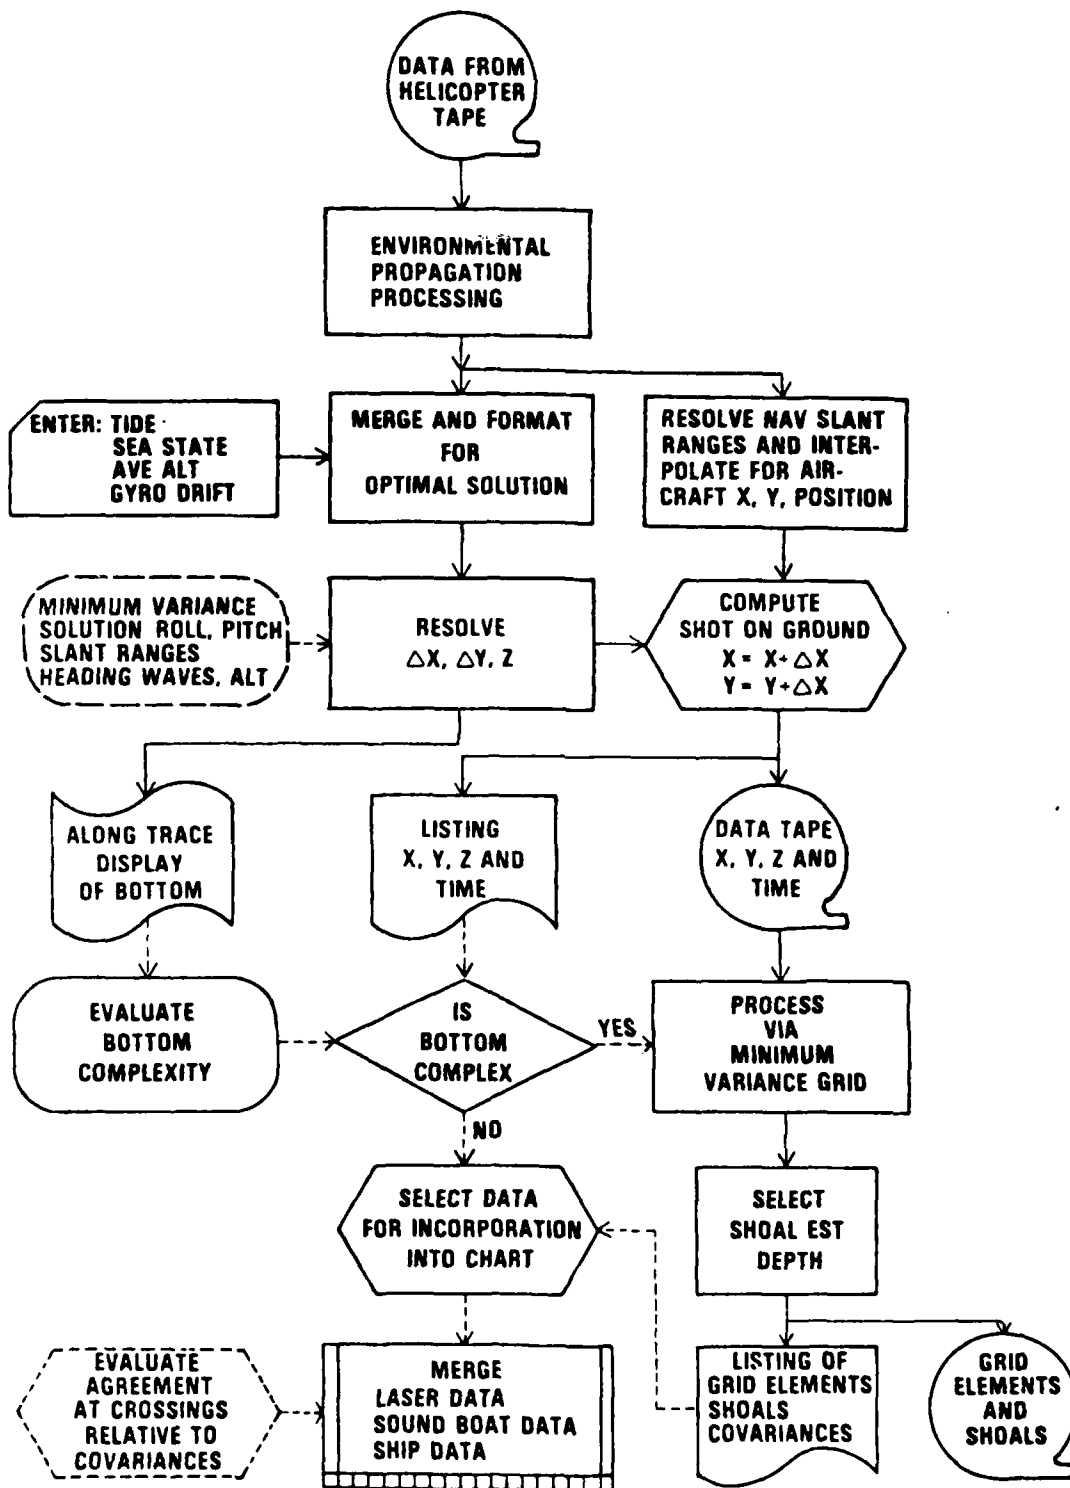 DATA FROM
HELICOPTER
TAPE
ENVIRONMENTAL
PROPAGATION
PROCESSING
ENTER: TIDE
SEA STATE
AVE ALT
GYRO DRIFT
MERGE AND FORMAT
FOR
OPTIMAL SOLUTION
RESOLVE NAV SLANT
RANGES AND INTER-
POLATE FOR AIR-
CRAFT X, Y, POSITION
MINIMUM VARIANCE
SOLUTION ROLL, PITCH
SLANT RANGES
HEADING WAVES, ALT
RESOLVE
△X, △Y, Z
COMPUTE
SHOT ON GROUND
X = X + △X
Y = Y + △X
ALONG TRACE
DISPLAY
OF BOTTOM
LISTING
X, Y, Z AND
TIME
DATA TAPE
X, Y, Z AND
TIME
EVALUATE
BOTTOM
COMPLEXITY
IS
BOTTOM
COMPLEX
YES
NO
PROCESS
VIA
MINIMUM
VARIANCE GRID
SELECT DATA
FOR INCORPORATION
INTO CHART
SELECT
SHOAL EST
DEPTH
EVALUATE
AGREEMENT
AT CROSSINGS
RELATIVE TO
COVARIANCES
MERGE
LASER DATA
SOUND BOAT DATA
SHIP DATA
LISTING OF
GRID ELEMENTS
SHOALS
COVARIANCES
GRID
ELEMENTS
AND
SHOALS